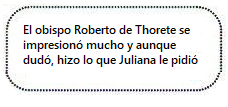 El obispo Roberto de Thorete se
impresionó mucho y aunque
dudó, hizo lo que Juliana le pidió